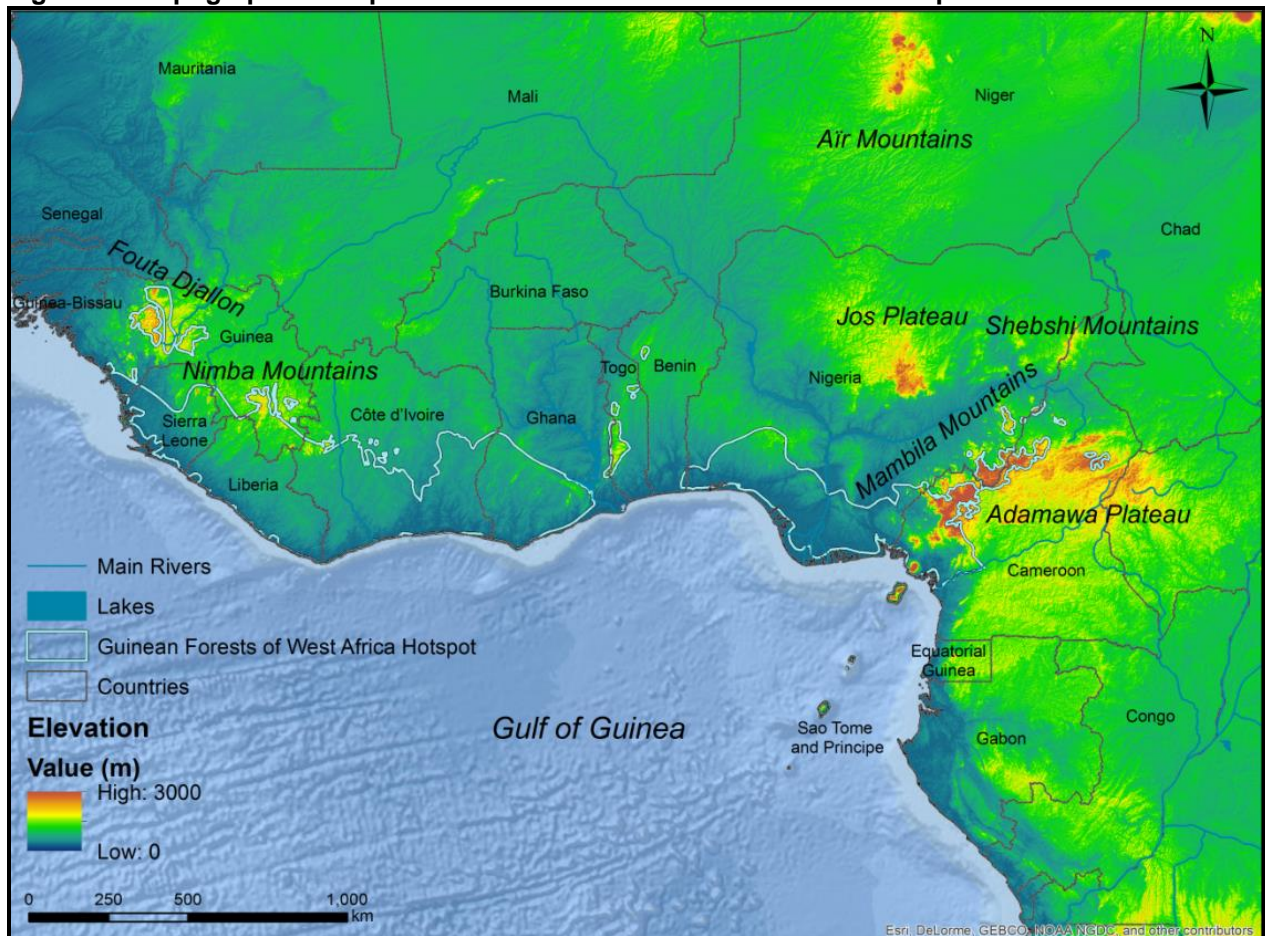 N
Mauritania
Mali
Niger
Aïr Mountains
Senegal
Chad
Fouta Djallon
Guinea-Bissau
Burkina Faso
Guinea
Jos Plateau
Shebshi Mountains
Nimba Mountains
Togo
Benin
Nigeria
Côte d'Ivoire
Ghana
Sierra
Leone
Mambila Mountains
Liberia
Adamawa Plateau
Cameroon
Main Rivers
Lakes
Guinean Forests of West Africa Hotspot
Countries
Equatorial
Guinea
Congo
Gulf of Guinea
Sao Tome
and Principe
Gabon
Elevation
Value (m)
High: 3000
Low: 0
0 250 500 1,000
km
Esri, DeLorme, GEBCO, NOAA NGDC, and other contributors